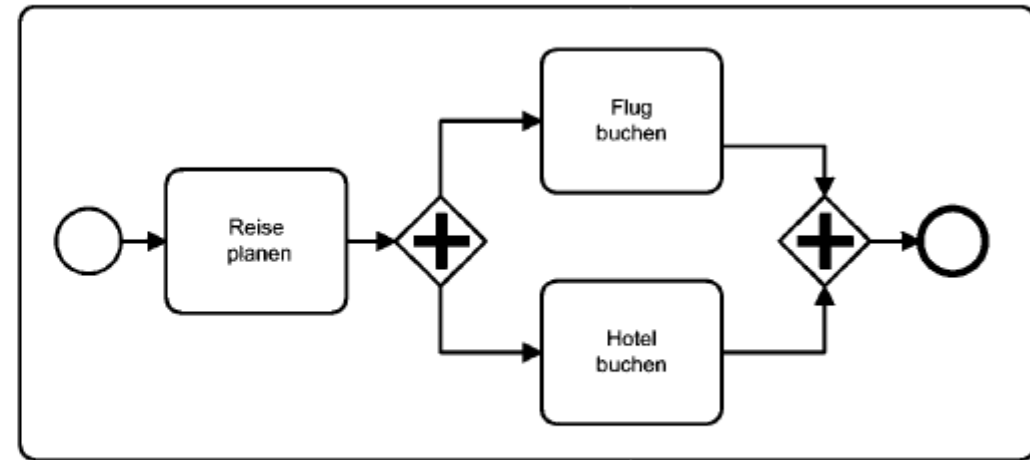 Flug
buchen
Reise
planen
Hotel
buchen